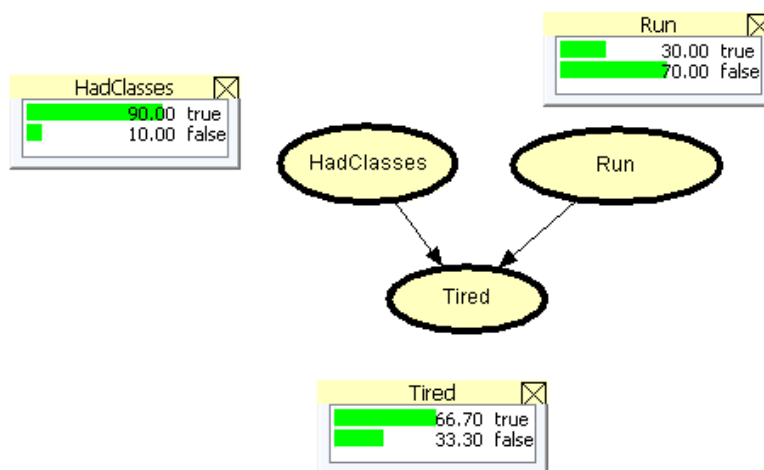 Run
30.00 true
70.00 false
HadClasses
90.00 true
10.00 false
HadClasses
Run
Tired
Tired
66.70 true
33.30 false